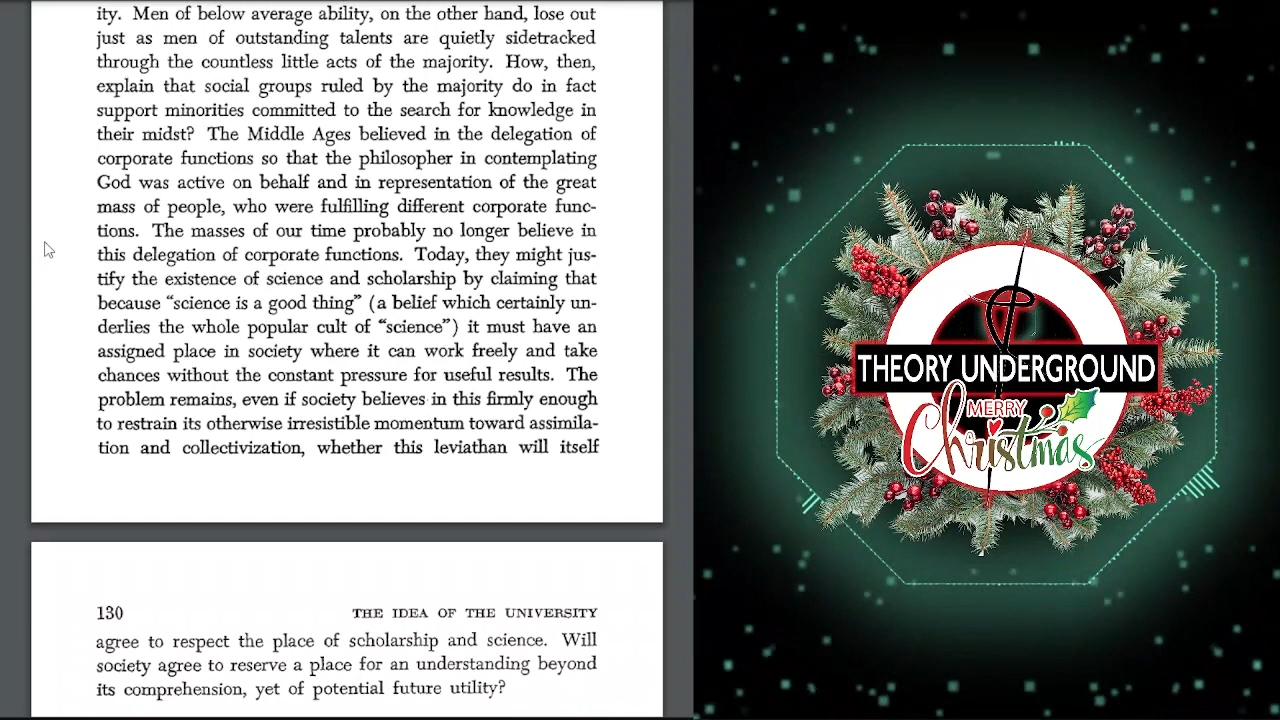 ity. Men of below average ability, on the other hand, lose out
just as men of outstanding talents are quietly sidetracked
through the countless little acts of the majority. How, then,
explain that social groups ruled by the majority do in fact
support minorities committed to the search for knowledge in
their midst? The Middle Ages believed in the delegation of
corporate functions so that the philosopher in contemplating
God was active on behalf and in representation of the great
mass of people, who were fulfilling different corporate func-
tions. The masses of our time probably no longer believe in
this delegation of corporate functions. Today, they might jus-
tify the existence of science and scholarship by claiming that
because “science is a good thing” (a belief which certainly un-
derlies the whole popular cult of “science”) it must have an
assigned place in society where it can work freely and take
chances without the constant pressure for useful results. The
problem remains, even if society believes in this firmly enough
to restrain its otherwise irresistible momentum toward assimila-
tion and collectivization, whether this leviathan will itself
130 THE IDEA OF THE UNIVERSITY
agree to respect the place of scholarship and science. Will
society agree to reserve a place for an understanding beyond
its comprehension, yet of potential future utility?
THEORY UNDERGROUND
MERRY
Christmas